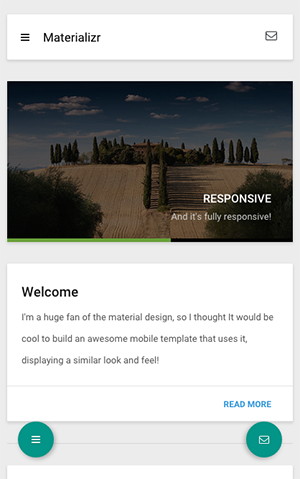 Materializr
RESPONSIVE
And it's fully responsive!
Welcome
I'm a huge fan of the material design, so I thought It would be
cool to build an awesome mobile template that uses it,
displaying a similar look and feel!
READ MORE